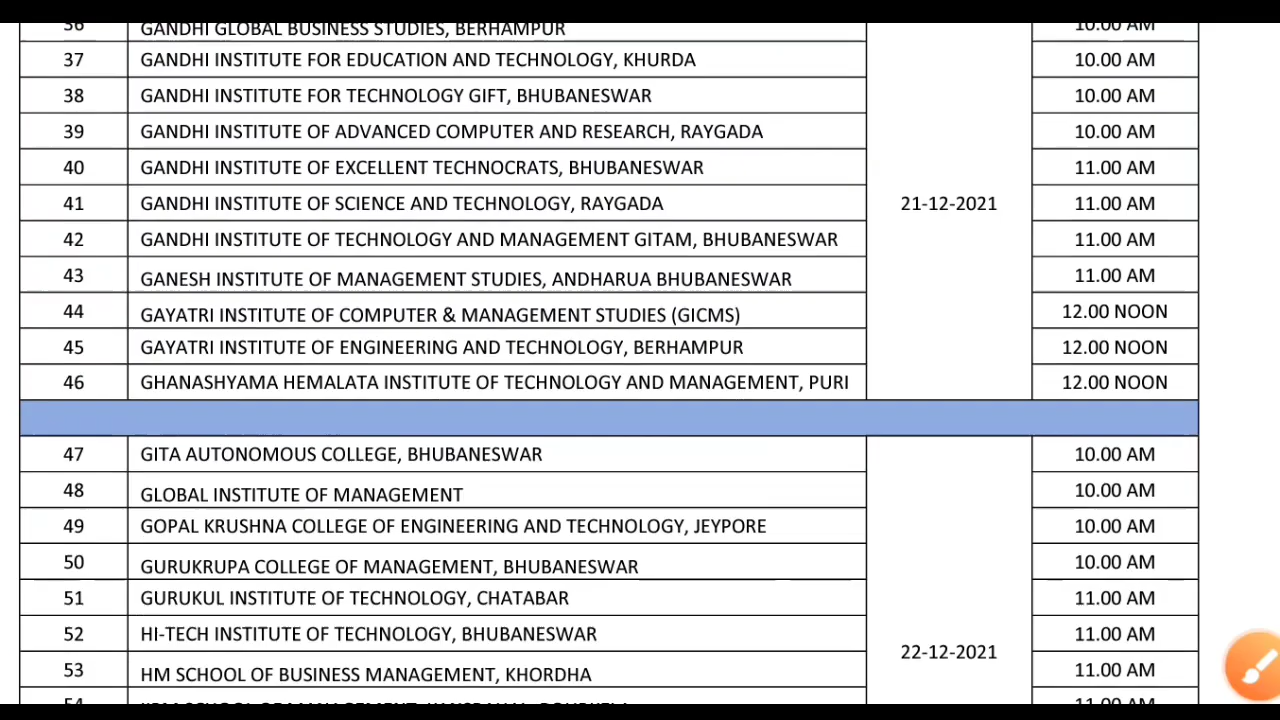 36 GANDHI GLOBAL BUSINESS STUDIES, BERHAMPUR 10.00 AM
37 GANDHI INSTITUTE FOR EDUCATION AND TECHNOLOGY, KHURDA 10.00 AM
38 GANDHI INSTITUTE FOR TECHNOLOGY GIFT, BHUBANESWAR 10.00 AM
39 GANDHI INSTITUTE OF ADVANCED COMPUTER AND RESEARCH, RAYGADA 10.00 AM
40 GANDHI INSTITUTE OF EXCELLENT TECHNOCRATS, BHUBANESWAR 11.00 AM
41 GANDHI INSTITUTE OF SCIENCE AND TECHNOLOGY, RAYGADA 21-12-2021 11.00 AM
42 GANDHI INSTITUTE OF TECHNOLOGY AND MANAGEMENT GITAM, BHUBANESWAR 11.00 AM
43 GANESH INSTITUTE OF MANAGEMENT STUDIES, ANDHARUA BHUBANESWAR 11.00 AM
44 GAYATRI INSTITUTE OF COMPUTER & MANAGEMENT STUDIES (GICMS) 12.00 NOON
45 GAYATRI INSTITUTE OF ENGINEERING AND TECHNOLOGY, BERHAMPUR 12.00 NOON
46 GHANASHYAMA HEMALATA INSTITUTE OF TECHNOLOGY AND MANAGEMENT, PURI 12.00 NOON
47 GITA AUTONOMOUS COLLEGE, BHUBANESWAR 10.00 AM
48 GLOBAL INSTITUTE OF MANAGEMENT 10.00 AM
49 GOPAL KRUSHNA COLLEGE OF ENGINEERING AND TECHNOLOGY, JEYPORE 10.00 AM
50 GURUKRUPA COLLEGE OF MANAGEMENT, BHUBANESWAR 10.00 AM
51 GURUKUL INSTITUTE OF TECHNOLOGY, CHATABAR 11.00 AM
52 HI-TECH INSTITUTE OF TECHNOLOGY, BHUBANESWAR 11.00 AM
53 HM SCHOOL OF BUSINESS MANAGEMENT, KHORDHA 22-12-2021 11.00 AM
54 11.00 AM